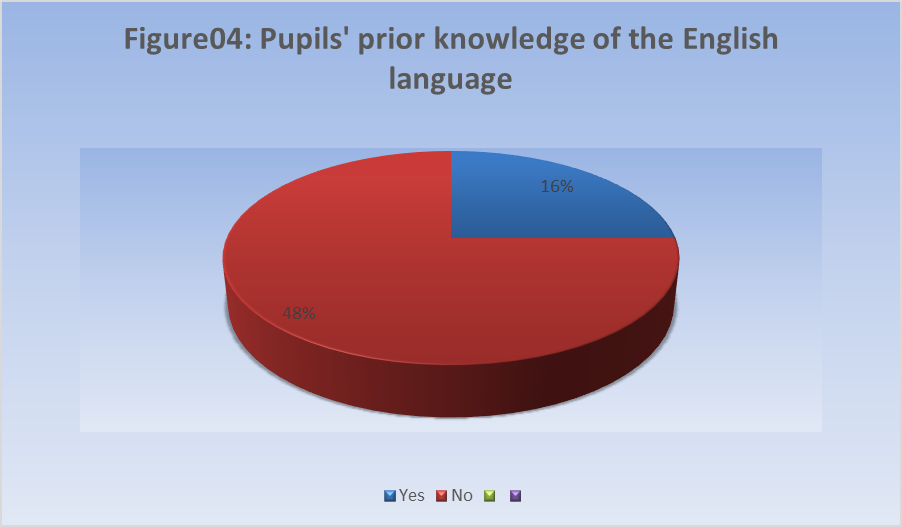 Figure04: Pupils' prior knowledge of the English
language
16%
48%
Yes No